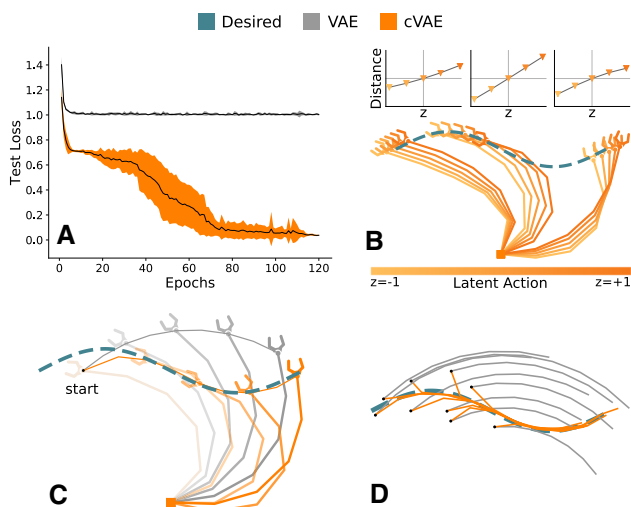 Desired VAE cVAE
1.4
1.2
1.0
0.8
0.6
0.4
0.2
0.0
Test Loss
0 20 40 60 80 100 120
Epochs
A
Distance
z z z
B
z=-1 Latent Action z=+1
start
C
D